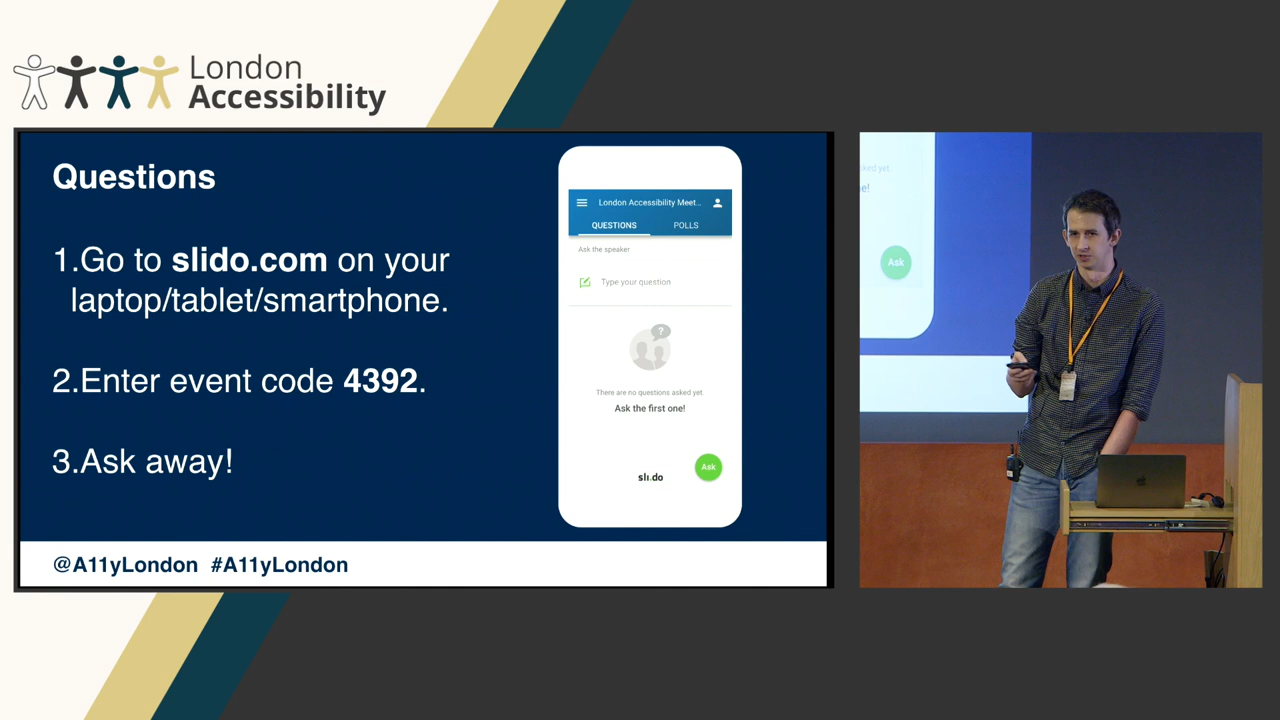 London
Accessibility
Questions
1.Go to slido.com on your
laptop/tablet/smartphone.
2.Enter event code 4392.
3.Ask away!
@A11yLondon #A11yLondon
London Accessibility Meet...
QUESTIONS POLLS
Ask the speaker
Type your question
?
There are no questions asked yet.
Ask the first one!
Ask
sli.do
asked yet.
e!
Ask